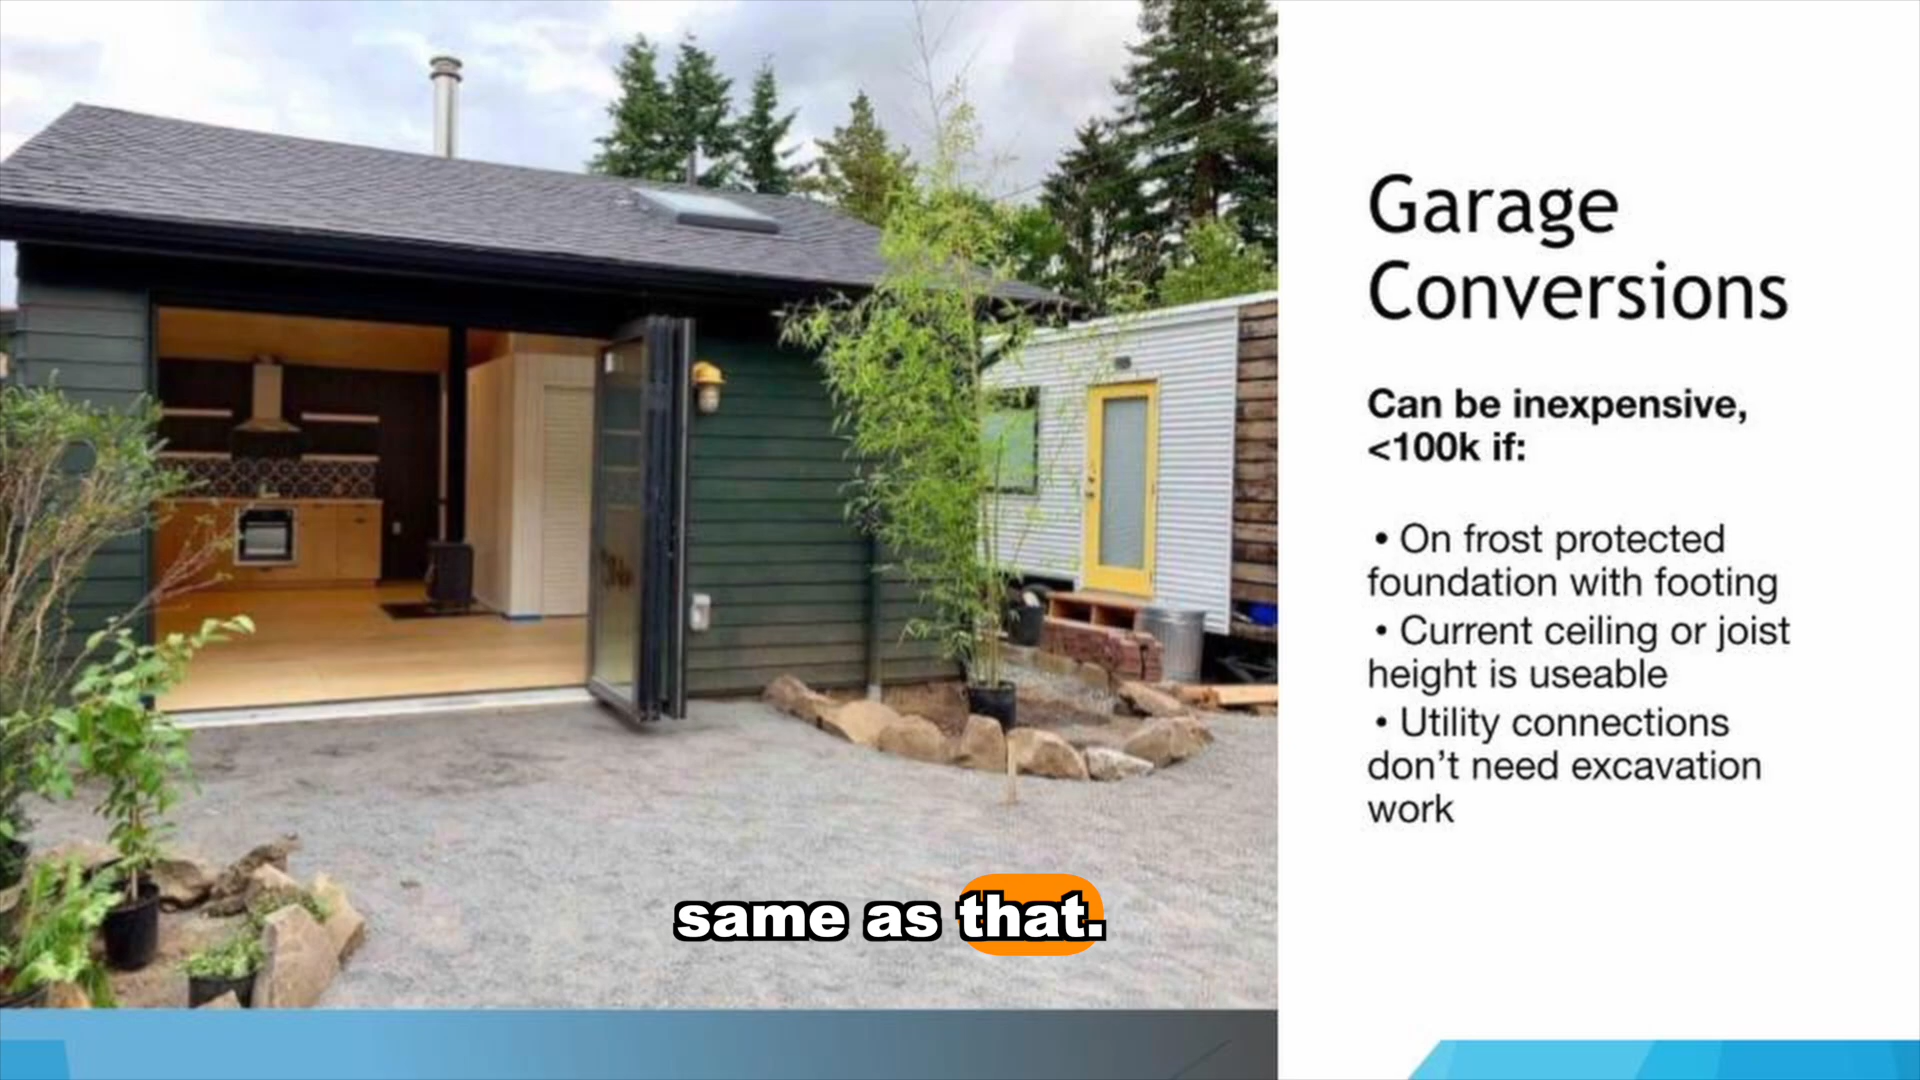 Garage
Conversions
Can be inexpensive,
<100k if:
• On frost protected
foundation with footing
• Current ceiling or joist
height is useable
• Utility connections
don’t need excavation
work
same as that.